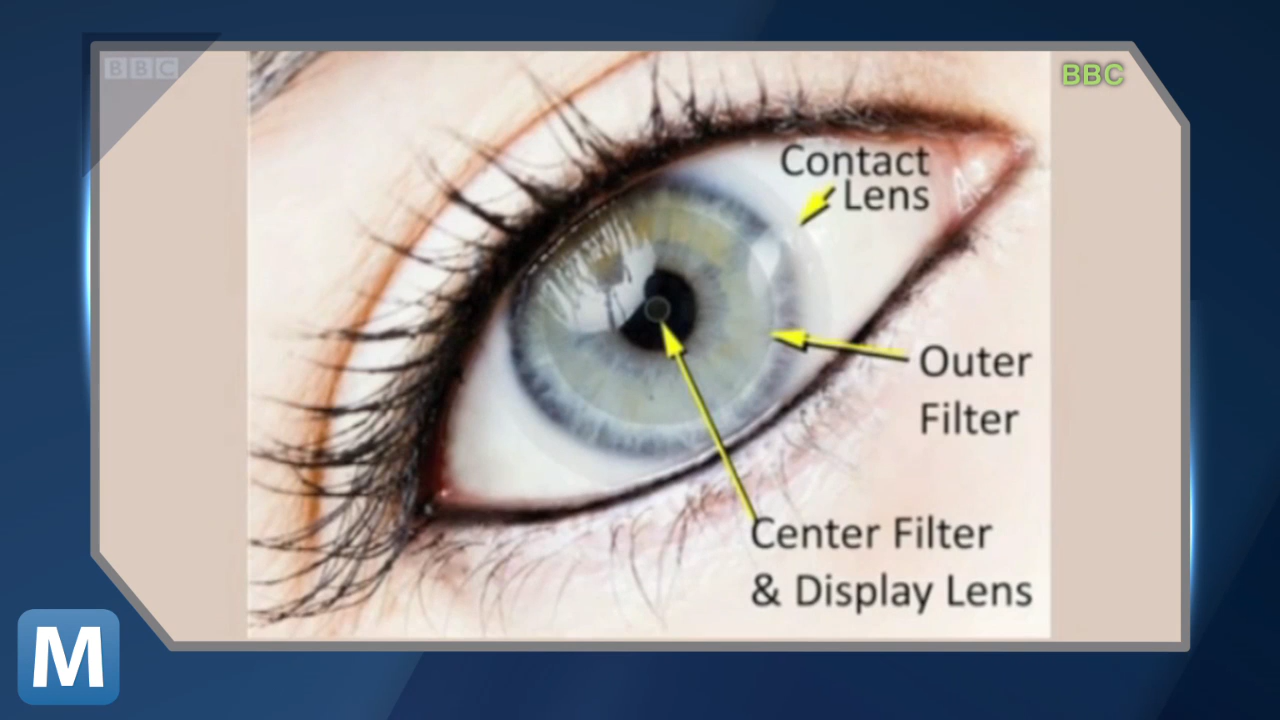 BBC
BBC
Contact
Lens
Outer
Filter
Center Filter
& Display Lens
M